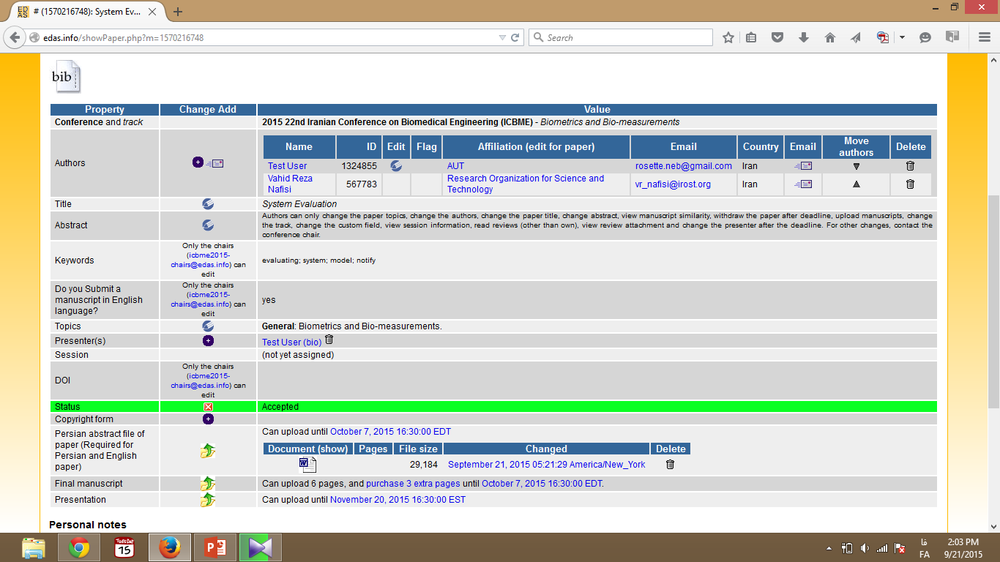 # (1570216748): System Ev...
edas.info/showPaper.php?m=1570216748
Search
bib
Property Change Add Value
Conference and track 2015 22nd Iranian Conference on Biomedical Engineering (ICBME) - Biometrics and Bio-measurements
Authors
Name ID Edit Flag Affiliation (edit for paper) Email Country Email Move authors Delete
Test User 1324855 AUT rosette.neb@gmail.com Iran
Vahid Reza Nafisi 567783 Research Organization for Science and Technology vr_nafisi@irost.org Iran
Title System Evaluation
Abstract
Authors can only change the paper topics, change the authors, change the paper title, change abstract, view manuscript similarity, withdraw the paper after deadline, upload manuscripts, change
the track, change the custom field, view session information, read reviews (other than own), view review attachment and change the presenter after the deadline. For other changes, contact the
conference chair.
Keywords
Only the chairs
(icbme2015-
chairs@edas.info) can
edit
evaluating; system; model; notify
Do you Submit a
manuscript in English
language?
Only the chairs
(icbme2015-
chairs@edas.info) can
edit
yes
Topics General: Biometrics and Bio-measurements.
Presenter(s) Test User (bio)
Session (not yet assigned)
DOI
Only the chairs
(icbme2015-
chairs@edas.info) can
edit
Status Accepted
Copyright form
Persian abstract file of
paper (Required for
Persian and English
paper)
Can upload until October 7, 2015 16:30:00 EDT
Document (show) Pages File size Changed Delete
29,184 September 21, 2015 05:21:29 America/New_York
Final manuscript Can upload 6 pages, and purchase 3 extra pages until October 7, 2015 16:30:00 EDT.
Presentation Can upload until November 20, 2015 16:30:00 EST
Personal notes
TUESDAY
15
فا
FA
2:03 PM
9/21/2015